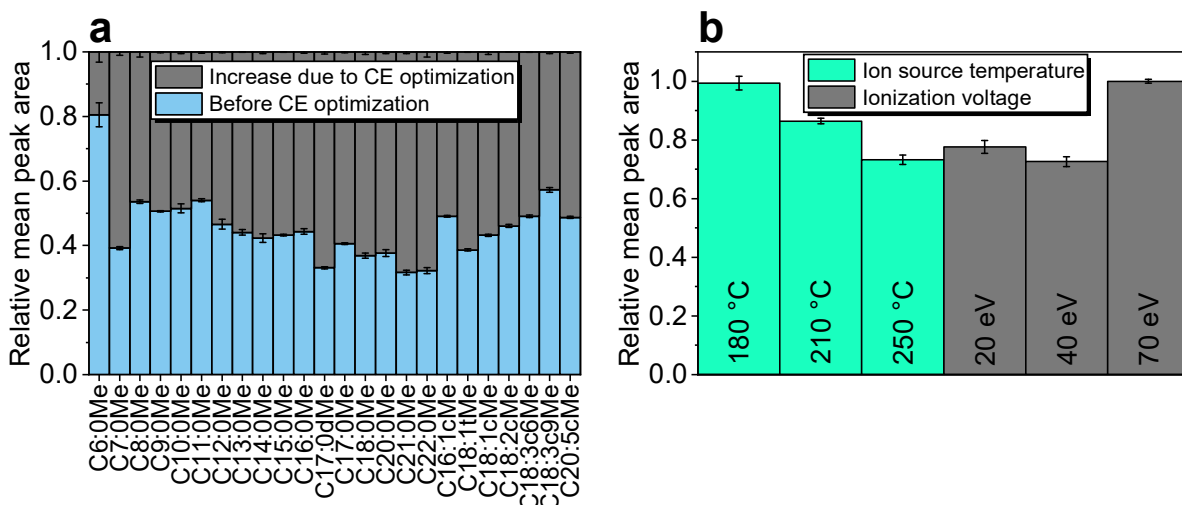 a
Relative mean peak area
1.0
0.8
0.6
0.4
0.2
0.0
Increase due to CE optimization
Before CE optimization
C6:0Me
C7:0Me
C8:0Me
C9:0Me
C10:0Me
C11:0Me
C12:0Me
C13:0Me
C14:0Me
C15:0Me
C16:0Me
C17:0dMe
C17:0Me
C18:0Me
C20:0Me
C21:0Me
C22:0Me
C16:1cMe
C18:1tMe
C18:1cMe
C18:2cMe
C18:3c6Me
C18:3c9Me
C20:5cMe
b
Relative mean peak area
1.0
0.8
0.6
0.4
0.2
0.0
Ion source temperature
Ionization voltage
180 °C
210 °C
250 °C
20 eV
40 eV
70 eV